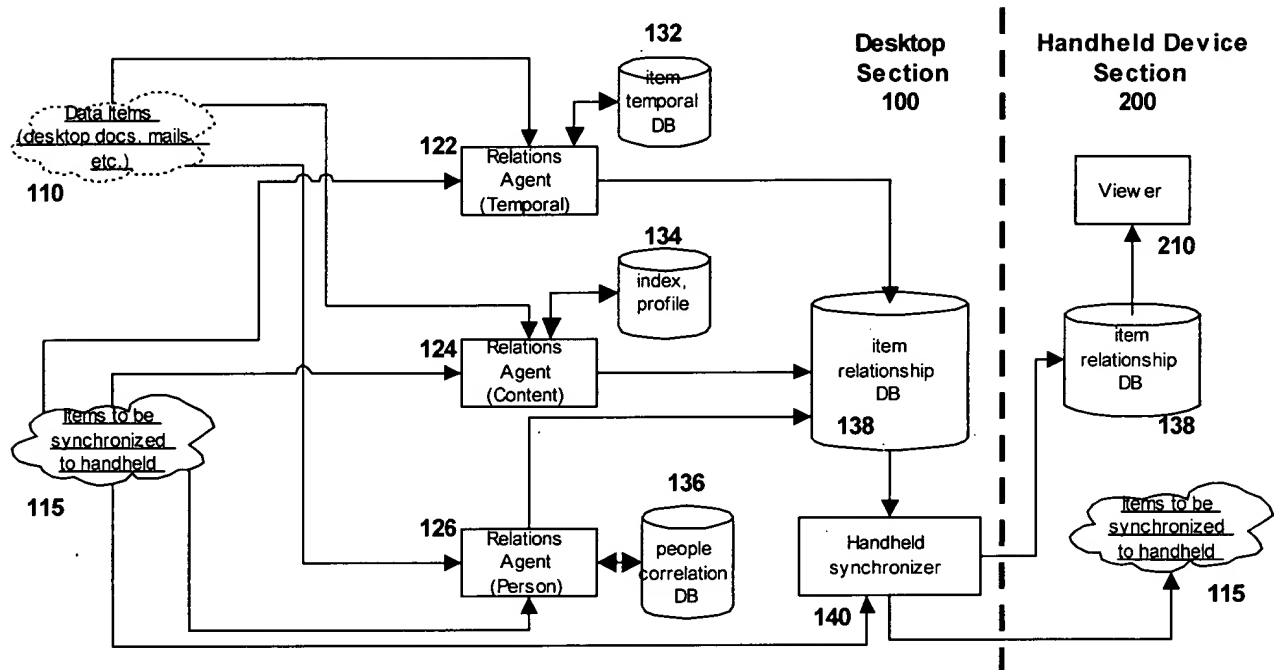 132
Desktop
Section
100
Handheld Device
Section
200
item
temporal
DB
Data Items
(desktop docs, mails
etc.)
110
122
Relations
Agent
(Temporal)
Viewer
210
134
index,
profile
124
Relations
Agent
(Content)
item
relationship
DB
138
item
relationship
DB
138
Items to be
synchronized
to handheld
115
136
126
Relations
Agent
(Person)
people
correlation
DB
Handheld
synchronizer
140
Items to be
synchronized
to handheld
115